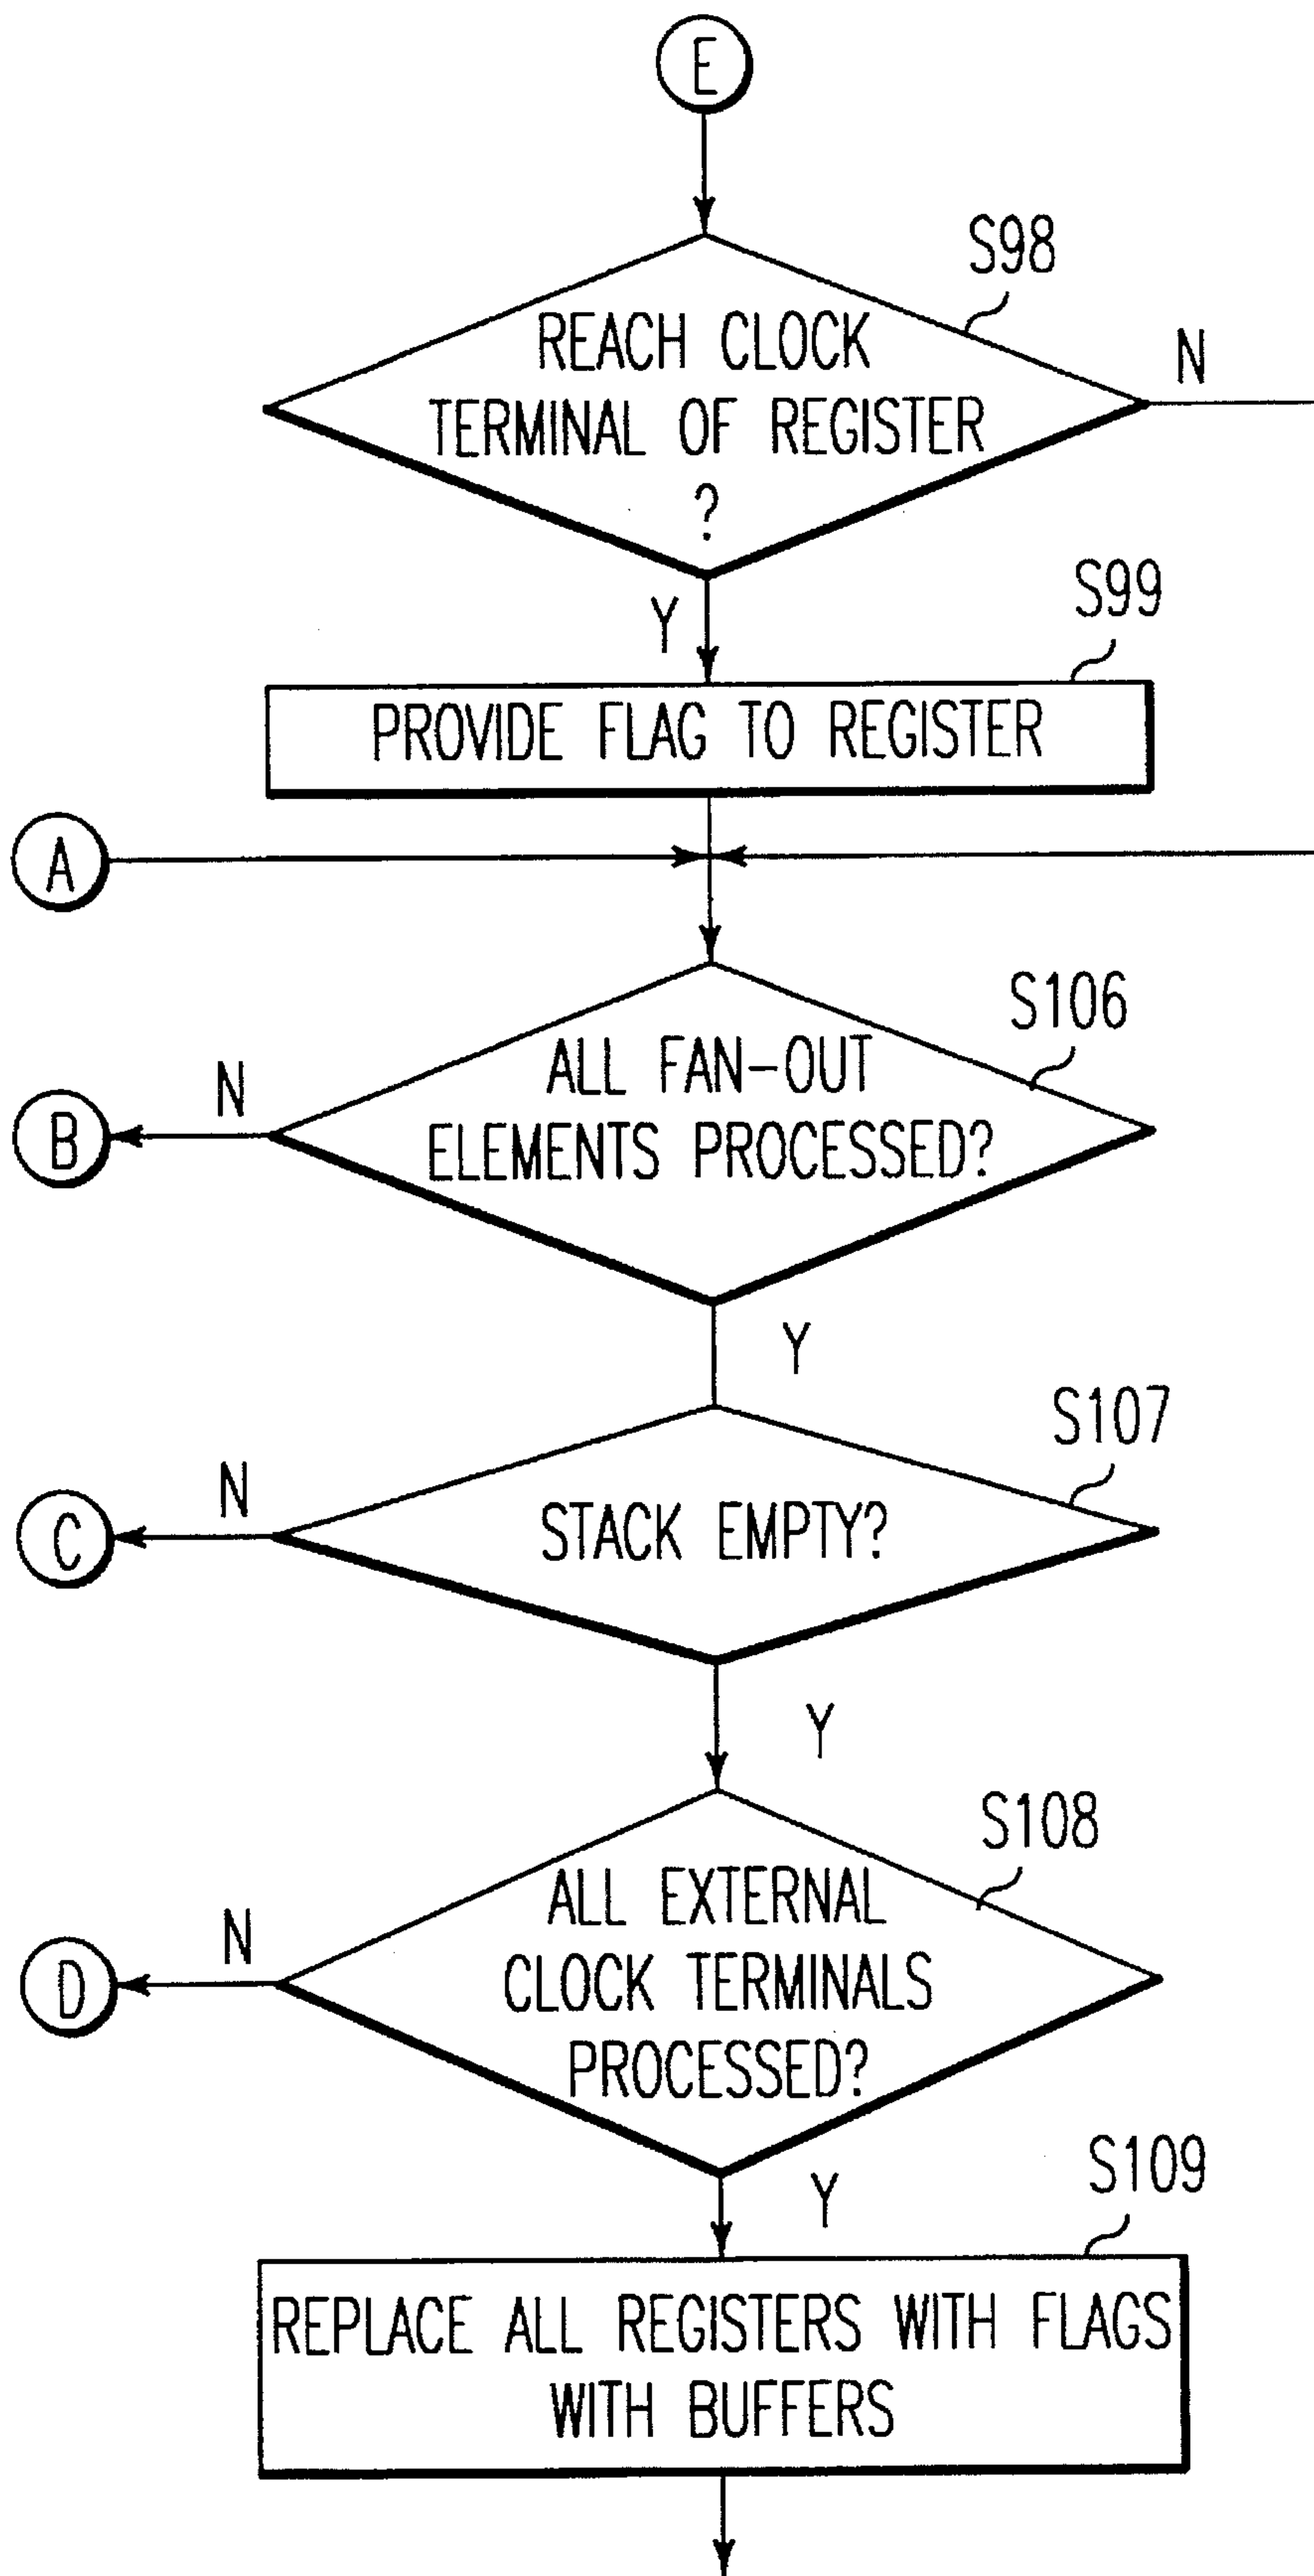 E
S98
REACH CLOCK
TERMINAL OF REGISTER
?
N
Y
S99
PROVIDE FLAG TO REGISTER
A
S106
ALL FAN-OUT
ELEMENTS PROCESSED?
N
B
Y
S107
STACK EMPTY?
N
C
Y
S108
ALL EXTERNAL
CLOCK TERMINALS
PROCESSED?
N
D
Y
S109
REPLACE ALL REGISTERS WITH FLAGS
WITH BUFFERS